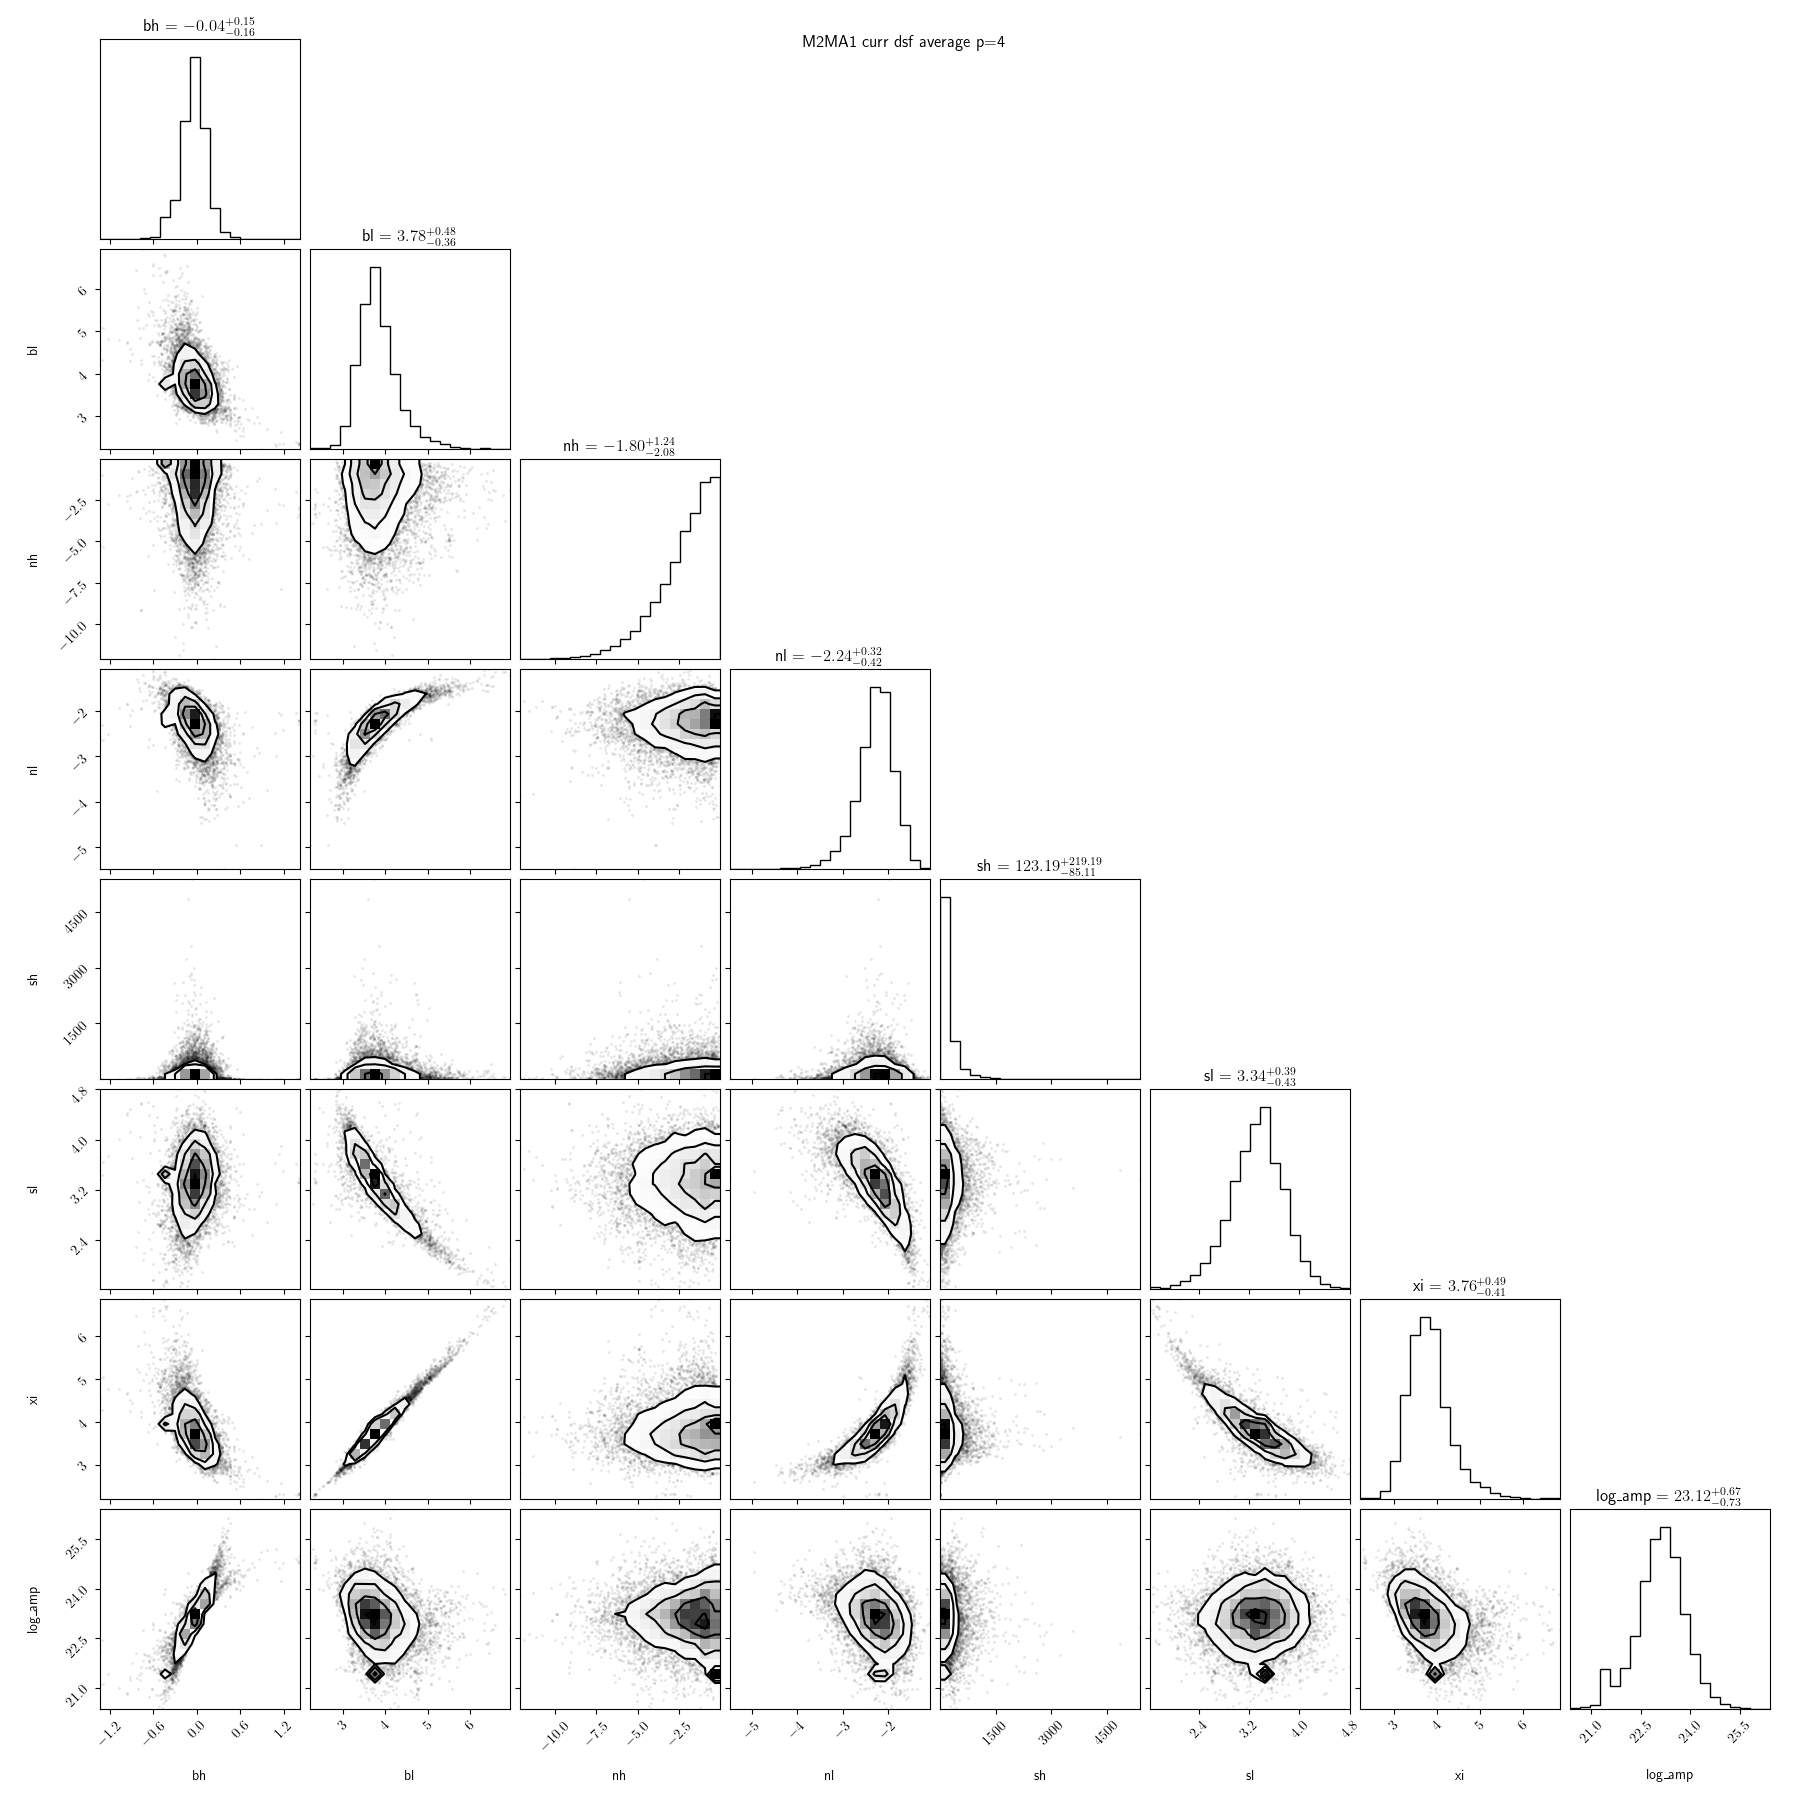 bh = −0.04+0.15−0.16
M2MA1 curr dsf average p=4
bl = 3.78+0.48−0.36
bl
6
5
4
3
nh = −1.80+1.24−2.08
nh
−2.5
−5.0
−7.5
−10.0
nl = −2.24+0.32−0.42
nl
−2
−3
−4
−5
sh = 123.19+219.19−85.11
sh
4500
3000
1500
sl = 3.34+0.39−0.43
sl
4.8
4.0
3.2
2.4
xi = 3.76+0.49−0.41
xi
6
5
4
3
log_amp = 23.12+0.67−0.73
log_amp
25.5
24.0
22.5
21.0
−1.2 −0.6 0.0 0.6 1.2 3 4 5 6 −10.0 −7.5 −5.0 −2.5 −5 −4 −3 −2 1500 3000 4500 2.4 3.2 4.0 4.8 3 4 5 6 21.0 22.5 24.0 25.5
bh bl nh nl sh sl xi log_amp